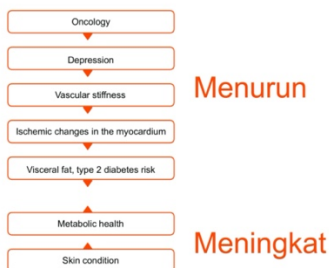 Oncology
Depression
Vascular stiffness
Menurun
Ischemic changes in the myocardium
Visceral fat, type 2 diabetes risk
Metabolic health
Meningkat
Skin condition